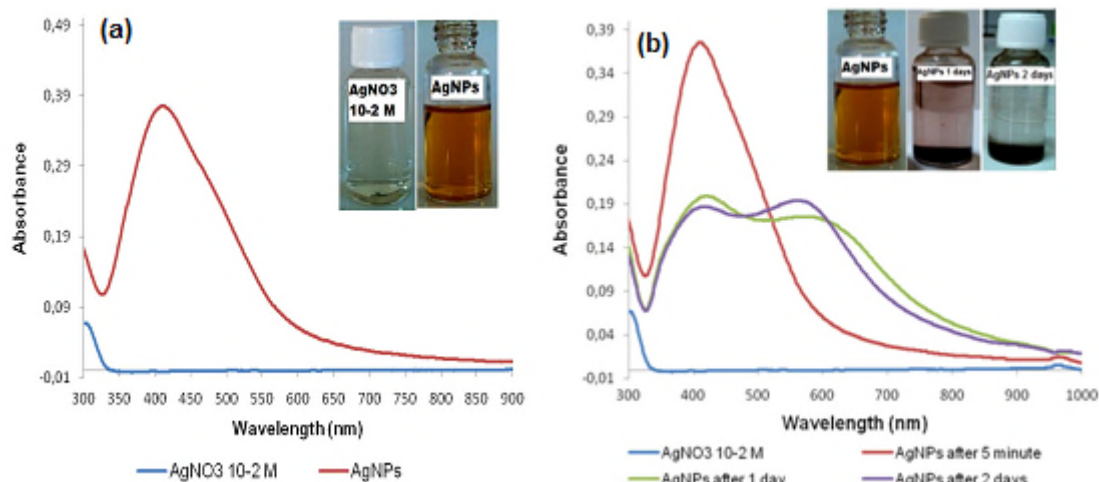 (a)
0,49
0,39
0,29
0,19
0,09
-0,01
Absorbance
300 350 400 450 500 550 600 650 700 750 800 850 900
Wavelength (nm)
AgNO3
10-2 M
AgNPs
AgNO3 10-2 M
AgNPs
(b)
0,39
0,34
0,29
0,24
0,19
0,14
0,09
0,04
-0,01
Absorbance
300 400 500 600 700 800 900 1000
Wavelength (nm)
AgNPs
AgNPs 1 days
AgNPs 2 days
AgNO3 10-2 M
AgNPs after 5 minute
AgNPs after 1 day
AgNPs after 2 days